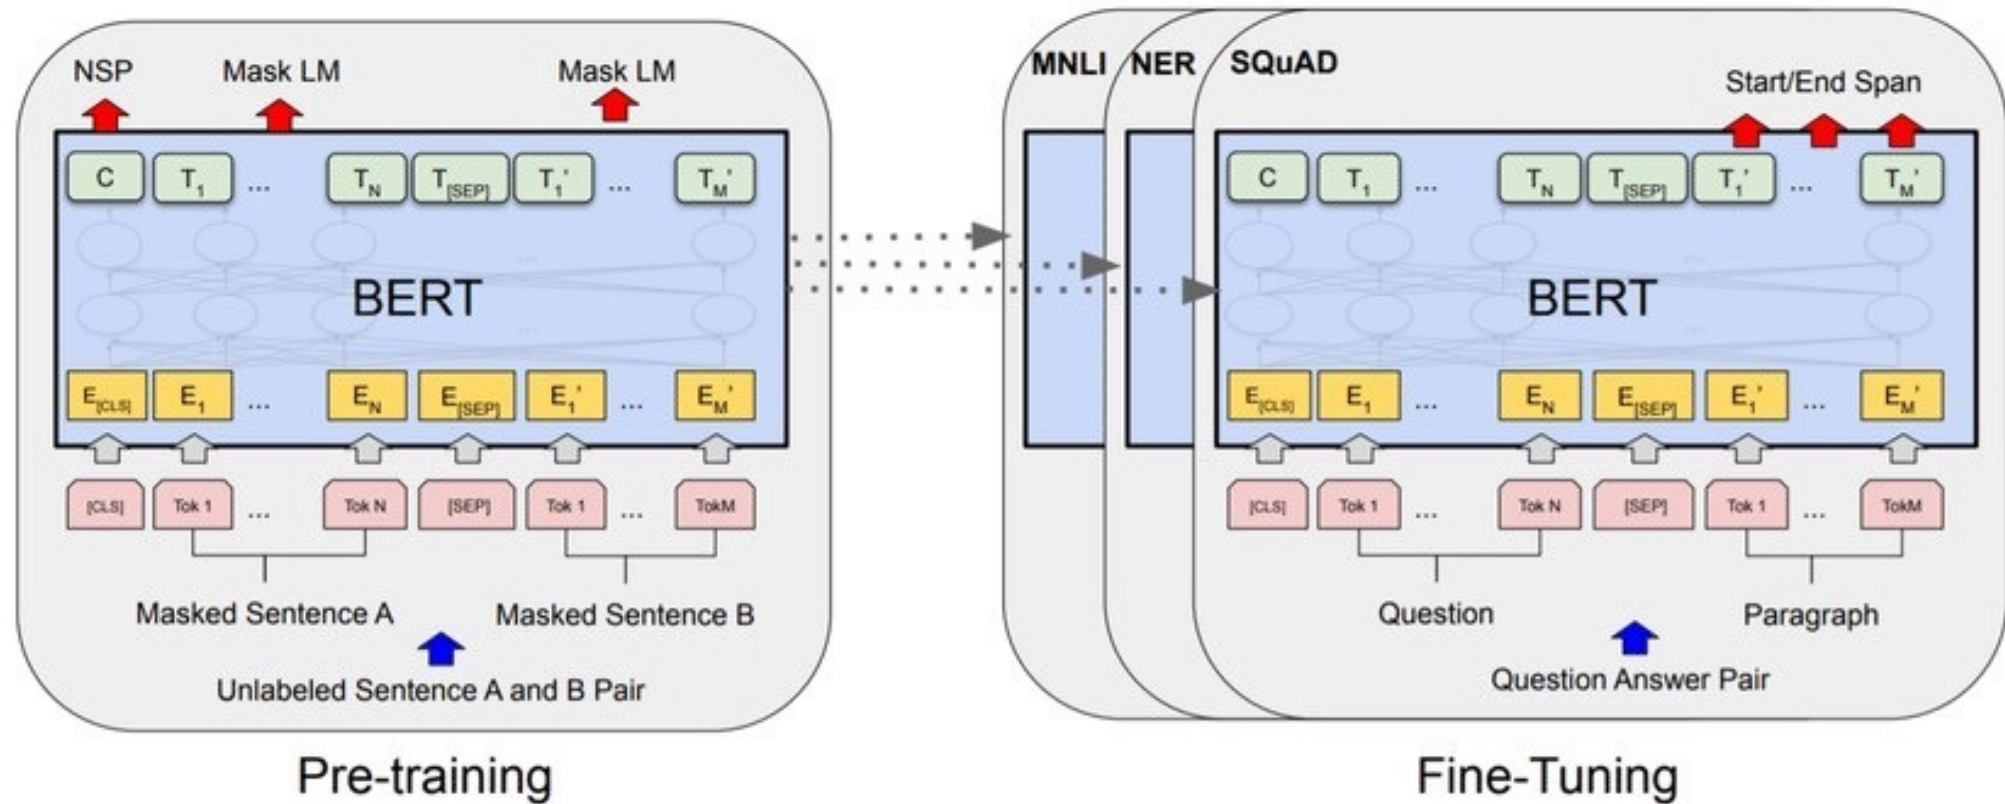 NSP Mask LM Mask LM
C T1 ... TN T[SEP] T1' ... TM'
BERT
E[CLS] E1 ... EN E[SEP] E1' ... EM'
[CLS] Tok 1 ... Tok N [SEP] Tok 1 ... TokM
Masked Sentence A Masked Sentence B
Unlabeled Sentence A and B Pair
Pre-training
MNLI NER SQuAD
Start/End Span
C T1 ... TN T[SEP] T1' ... TM'
BERT
E[CLS] E1 ... EN E[SEP] E1' ... EM'
[CLS] Tok 1 ... Tok N [SEP] Tok 1 ... TokM
Question Paragraph
Question Answer Pair
Fine-Tuning